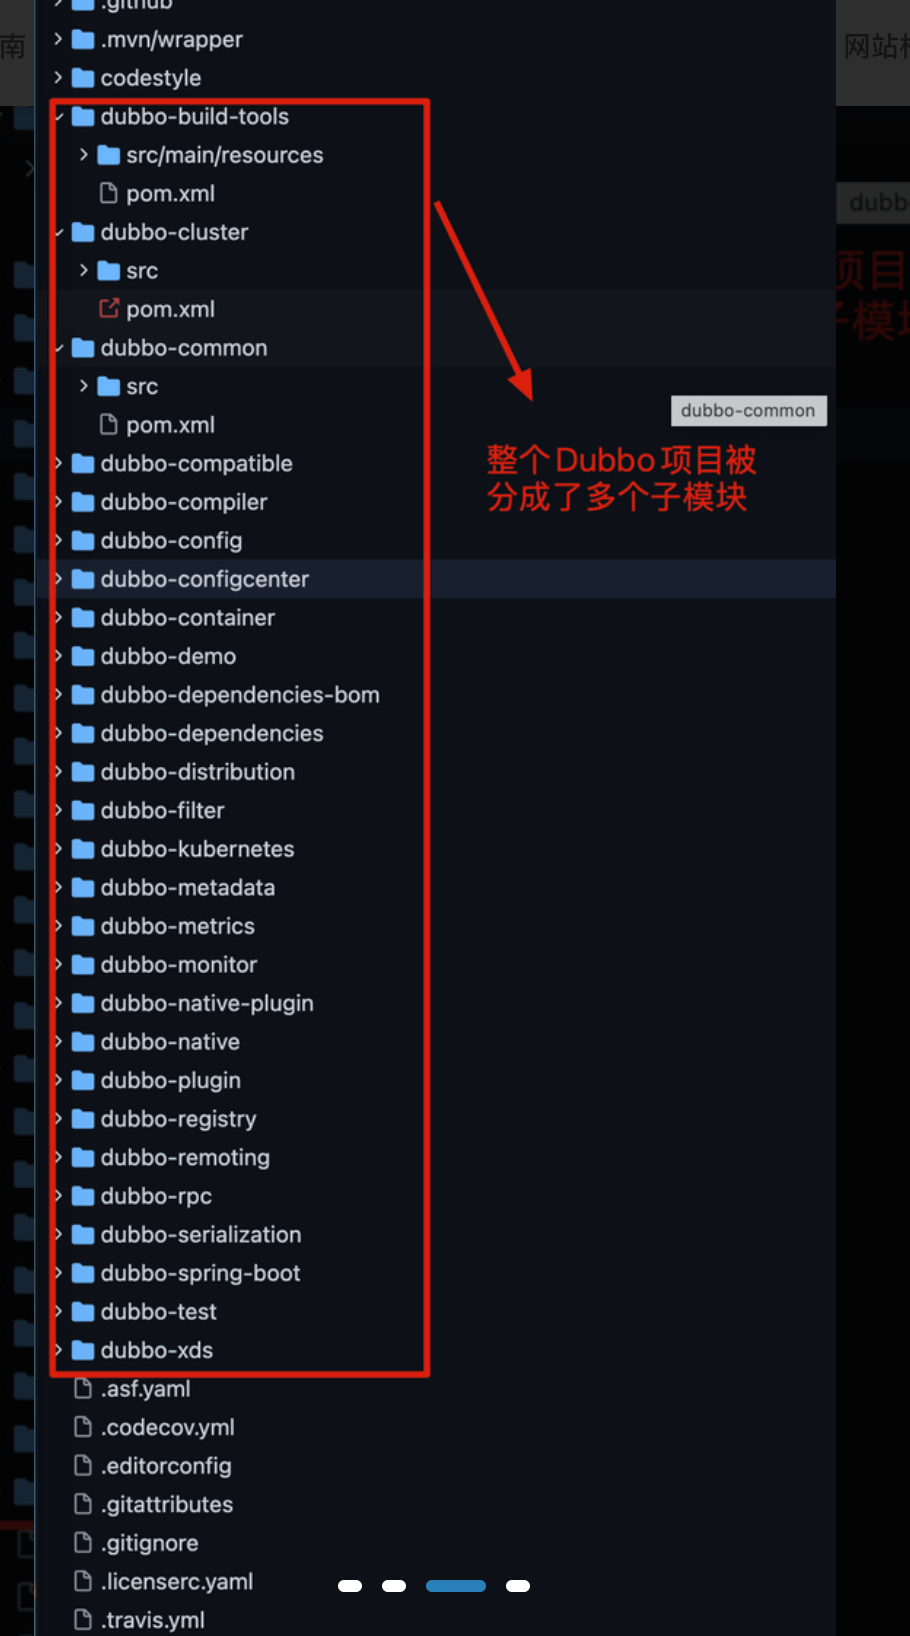 .github
南
.mvn/wrapper
网站
codestyle
dubbo-build-tools
src/main/resources
pom.xml
dubb
dubbo-cluster
src
项目
pom.xml
子模块
dubbo-common
src
dubbo-common
pom.xml
整个Dubbo项目被
分成了多个子模块
dubbo-compatible
dubbo-compiler
dubbo-config
dubbo-configcenter
dubbo-container
dubbo-demo
dubbo-dependencies-bom
dubbo-dependencies
dubbo-distribution
dubbo-filter
dubbo-kubernetes
dubbo-metadata
dubbo-metrics
dubbo-monitor
dubbo-native-plugin
dubbo-native
dubbo-plugin
dubbo-registry
dubbo-remoting
dubbo-rpc
dubbo-serialization
dubbo-spring-boot
dubbo-test
dubbo-xds
.asf.yaml
.codecov.yml
.editorconfig
.gitattributes
.gitignore
.licenserc.yaml
.travis.yml